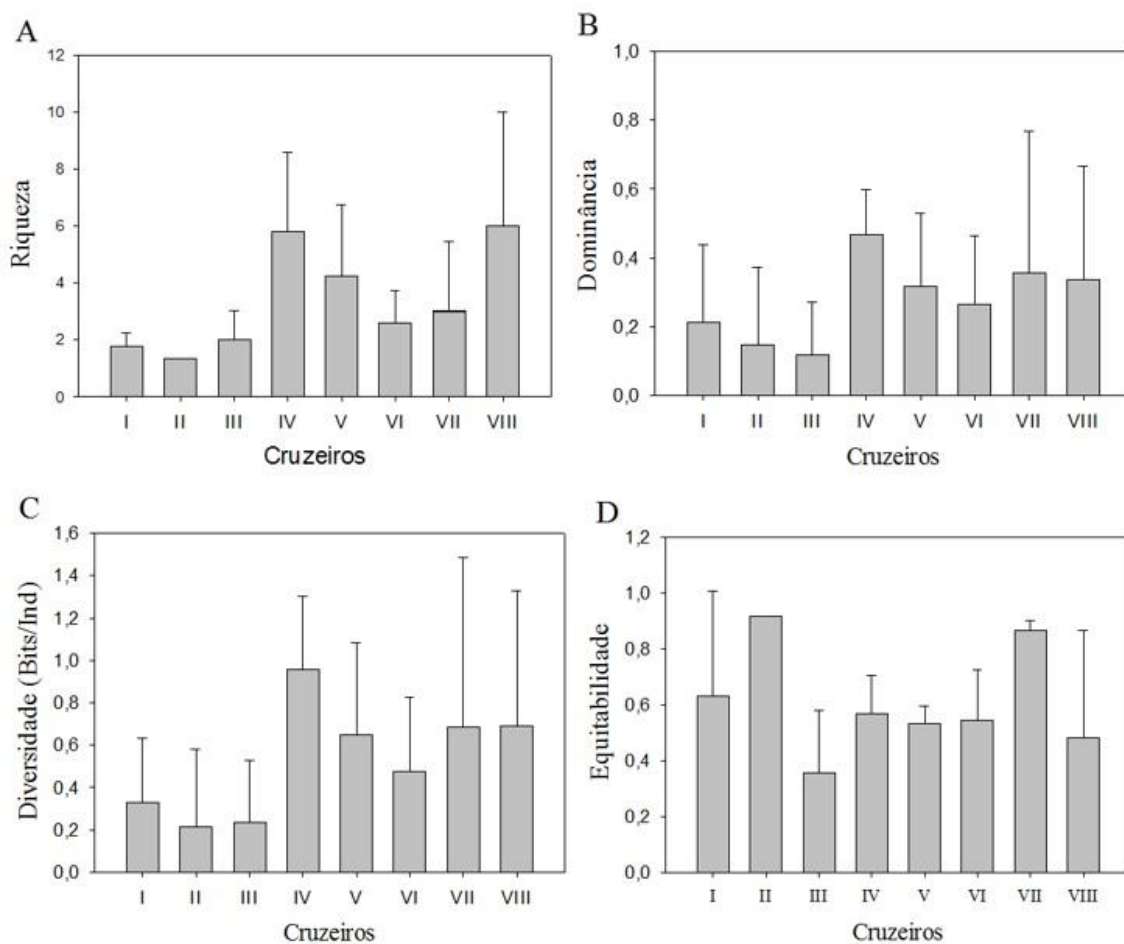 A
Riqueza
12
10
8
6
4
2
0
I II III IV V VI VII VIII
Cruzeiros
B
Dominância
1,0
0,8
0,6
0,4
0,2
0,0
I II III IV V VI VII VIII
Cruzeiros
C
Diversidade (Bits/Ind)
1,6
1,4
1,2
1,0
0,8
0,6
0,4
0,2
0,0
I II III IV V VI VII VIII
Cruzeiros
D
Equitabilidade
1,2
1,0
0,8
0,6
0,4
0,2
0,0
I II III IV V VI VII VIII
Cruzeiros